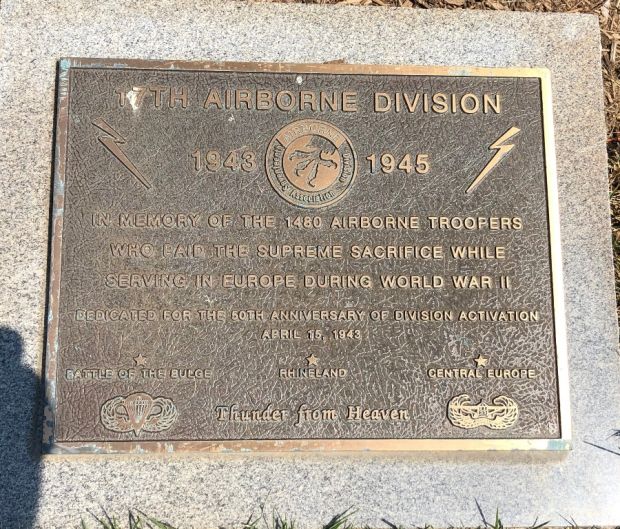 17TH AIRBORNE DIVISION
1943 1945
IN MEMORY OF THE 1480 AIRBORNE TROOPERS
WHO PAID THE SUPREME SACRIFICE WHILE
SERVING IN EUROPE DURING WORLD WAR II
DEDICATED FOR THE 50TH ANNIVERSARY OF DIVISION ACTIVATION
APRIL 15, 1943
BATTLE OF THE BULGE RHINELAND CENTRAL EUROPE
Thunder from Heaven